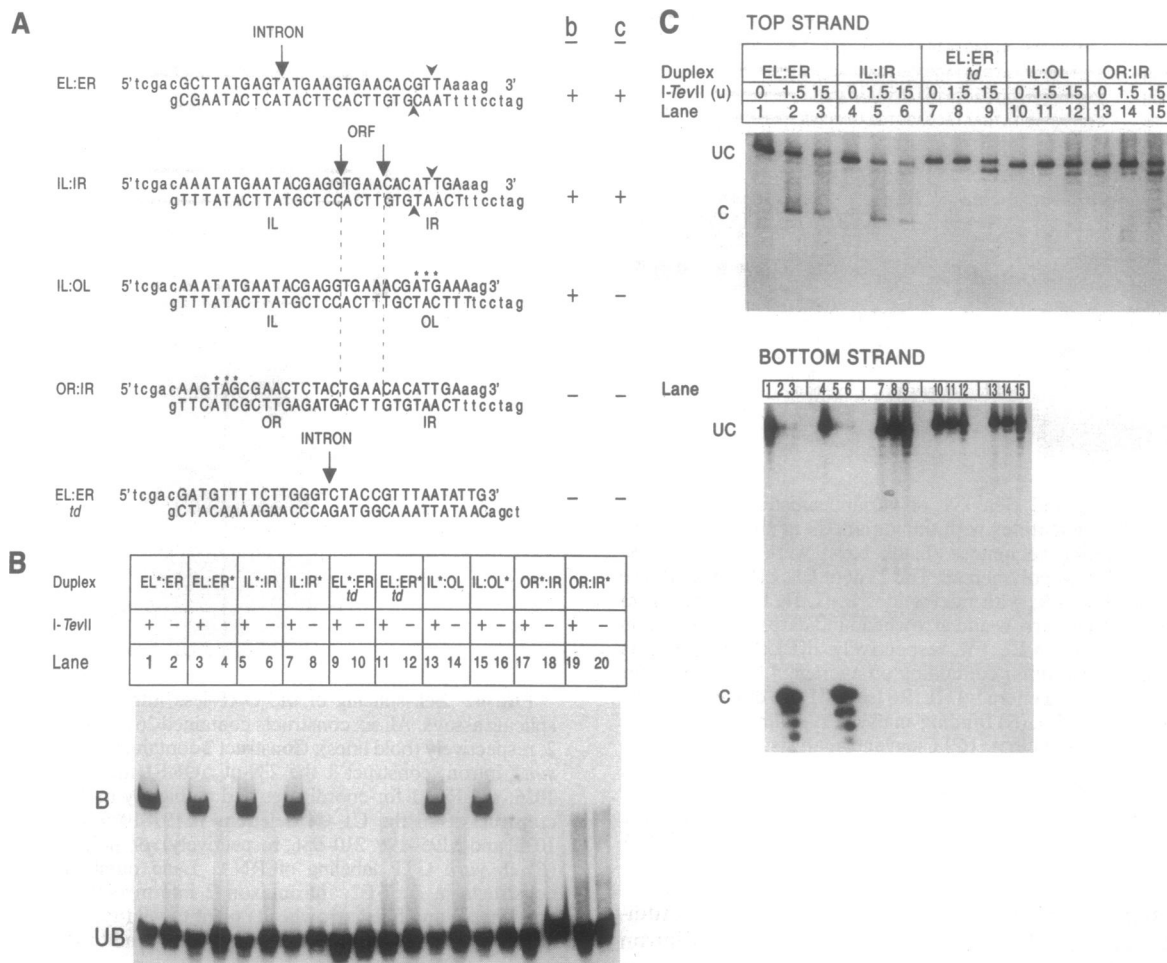 A
INTRON
b c
EL:ER 5'tcgacGCTTATGAGTATGAAGTGAACACGTTAaaag 3'
gCGAATACTCATACTTCACTTGTGCAATtttcctag + +
ORF
IL:IR 5'tcgacAAATATGAATACGAGGTGAACACATTGAaag 3'
gTTTATACTTATGCTCCACTTGTGTAACTttcctag + +
IL IR
***
IL:OL 5'tcgacAAATATGAATACGAGGTGAAACGATGAAAag3'
gTTTATACTTATGCTCCACTTTGCTACTTTtcctag + −
IL OL
***
OR:IR 5'tcgacAAGTAGCGAACTCTACTGAACACATTGAaag3'
gTTCATCGCTTGAGATGACTTGTGTAACTttcctag − −
OR IR
INTRON
EL:ER 5'tcgacGATGTTTTCTTGGGTCTACCGTTTAATATTG3'
td gCTACAAAAGAACCCAGATGGCAAATTATAACagct − −
B
Duplex EL*:ER EL:ER* IL*:IR IL:IR* EL*:ER td EL:ER* td IL*:OL IL:OL* OR*:IR OR:IR*
I-TevII + − + − + − + − + − + − + − + − + − + −
Lane 1 2 3 4 5 6 7 8 9 10 11 12 13 14 15 16 17 18 19 20
B
UB
C TOP STRAND
Duplex EL:ER IL:IR EL:ER td IL:OL OR:IR
I-TevII (u) 0 1.5 15 0 1.5 15 0 1.5 15 0 1.5 15 0 1.5 15
Lane 1 2 3 4 5 6 7 8 9 10 11 12 13 14 15
UC
C
BOTTOM STRAND
Lane 1 2 3 4 5 6 7 8 9 10 11 12 13 14 15
UC
C